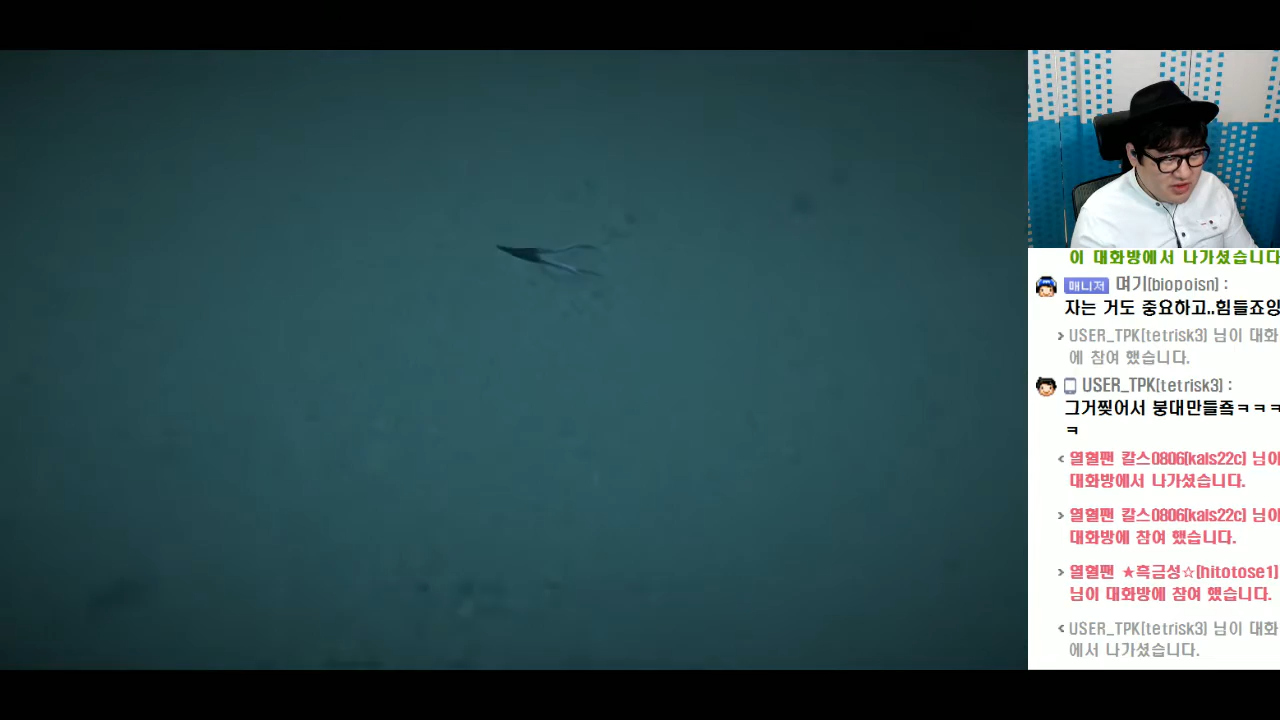 이 대화방에서 나가셨습니다
매니저 며기[biopoisn] :
자는 거도 중요하고..힘들죠잉
> USER_TPK[tetrisk3] 님이 대화
에 참여 했습니다.
USER_TPK[tetrisk3] :
그거찢어서 붕대만들죸ㅋㅋㅋ
ㅋ
< 열혈팬 칼스0806[kals22c] 님이
대화방에서 나가셨습니다.
> 열혈팬 칼스0806[kals22c] 님이
대화방에 참여 했습니다.
> 열혈팬 ★흑금성☆[hitotose1]
님이 대화방에 참여 했습니다.
< USER_TPK[tetrisk3] 님이 대화
에서 나가셨습니다.